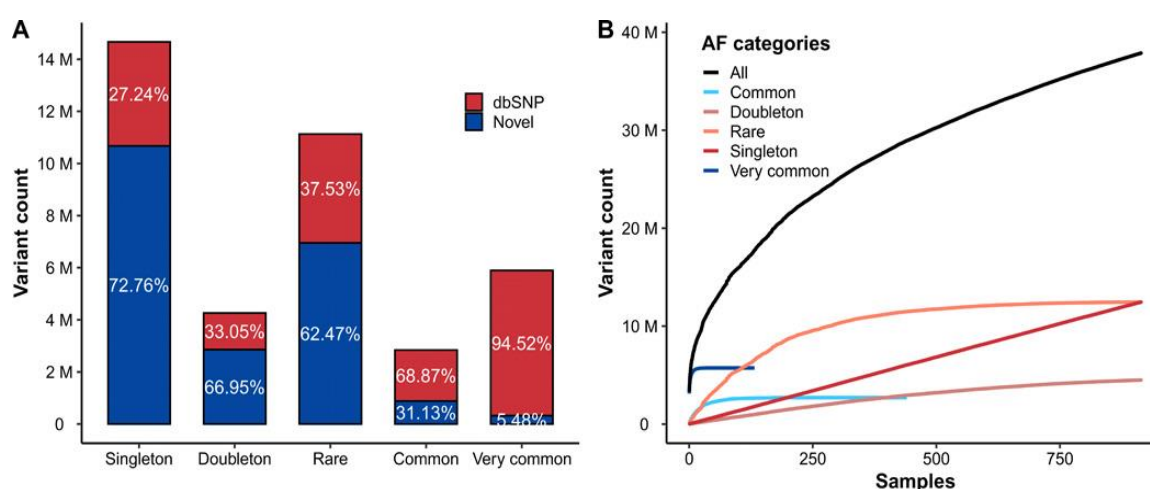 A
Variant count
14 M
12 M
10 M
8 M
6 M
4 M
2 M
0
27.24%
72.76%
33.05%
66.95%
37.53%
62.47%
68.87%
31.13%
94.52%
5.48%
dbSNP
Novel
Singleton
Doubleton
Rare
Common
Very common
B
Variant count
40 M
30 M
20 M
10 M
0
AF categories
All
Common
Doubleton
Rare
Singleton
Very common
0
250
500
750
Samples